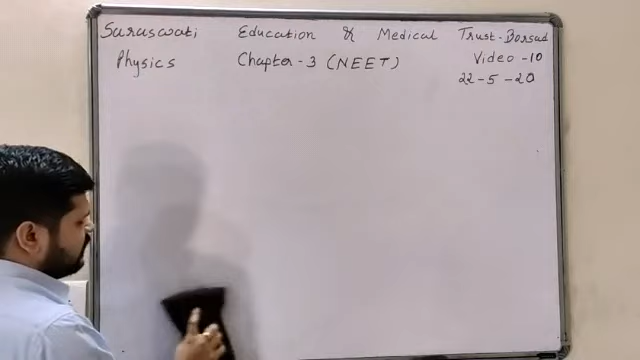 Saraswati Education & Medical Trust-Borsad
Physics Chapter-3 (NEET) Video-10
22-5-20